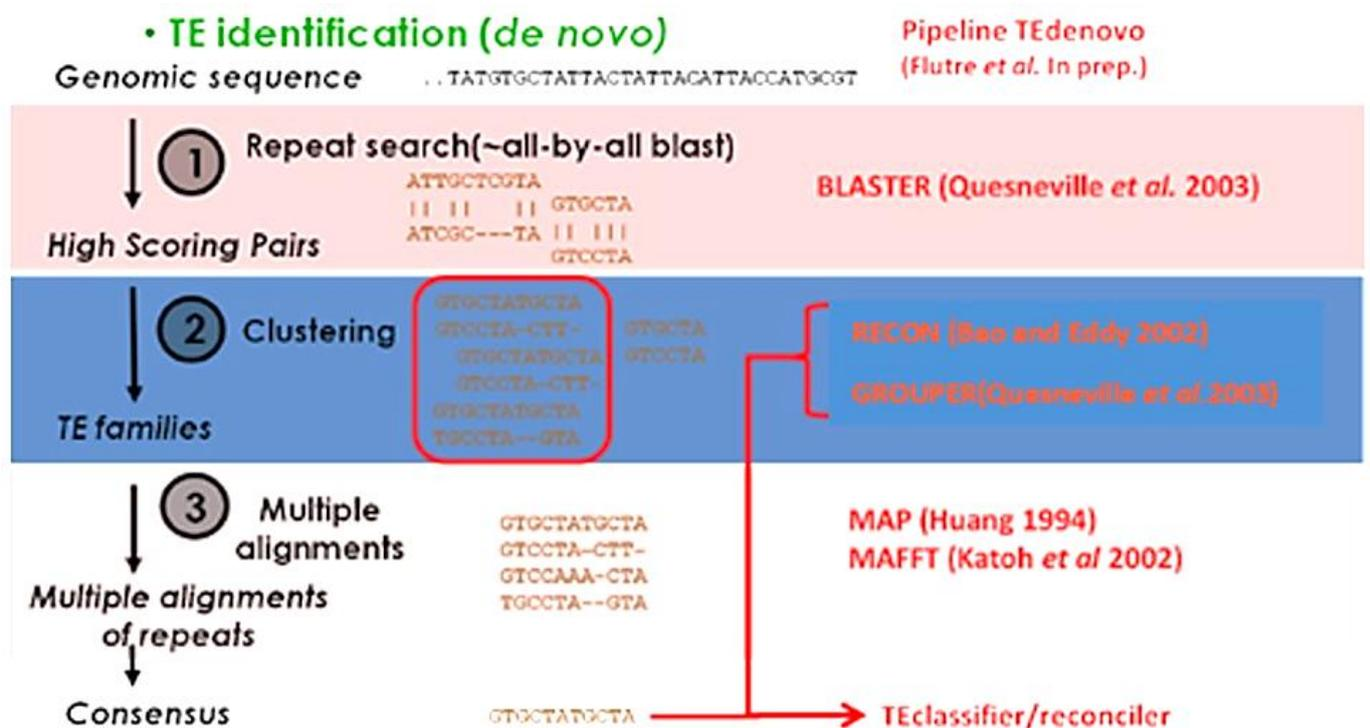 • TE identification (de novo)
Pipeline TEdenovo
(Flutre et al. In prep.)
Genomic sequence
..TATGTGCTATTACTATTACATTACCATGCGT
1
Repeat search(~all-by-all blast)
ATTGCTCGTA
|| || || GTGCTA
ATCGC---TA || |||
GTCCTA
BLASTER (Quesneville et al. 2003)
High Scoring Pairs
2
Clustering
GTGCTATGCTA
GTCCTA-CTT- GTGCTA
GTGCTATGCTA GTCCTA
GTCCTA-CTT-
GTGCTATGCTA
TGCCTA--GTA
RECON (Bao and Eddy 2002)
GROUPER(Quesneville et al.2003)
TE families
3
Multiple
alignments
GTGCTATGCTA
GTCCTA-CTT-
GTCCAAA-CTA
TGCCTA--GTA
MAP (Huang 1994)
MAFFT (Katoh et al 2002)
Multiple alignments
of repeats
Consensus
GTGCTATGCTA
TEclassifier/reconciler